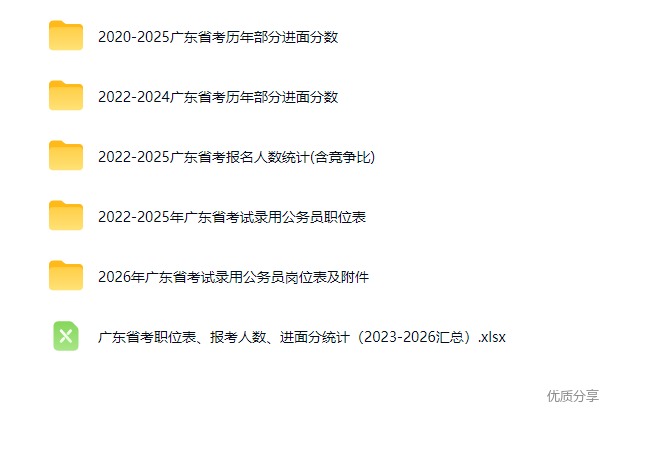 2020-2025广东省考历年部分进面分数
2022-2024广东省考历年部分进面分数
2022-2025广东省考报名人数统计(含竞争比)
2022-2025年广东省考试录用公务员职位表
2026年广东省考试录用公务员岗位表及附件
广东省考职位表、报考人数、进面分统计（2023-2026汇总）.xlsx
优质分享